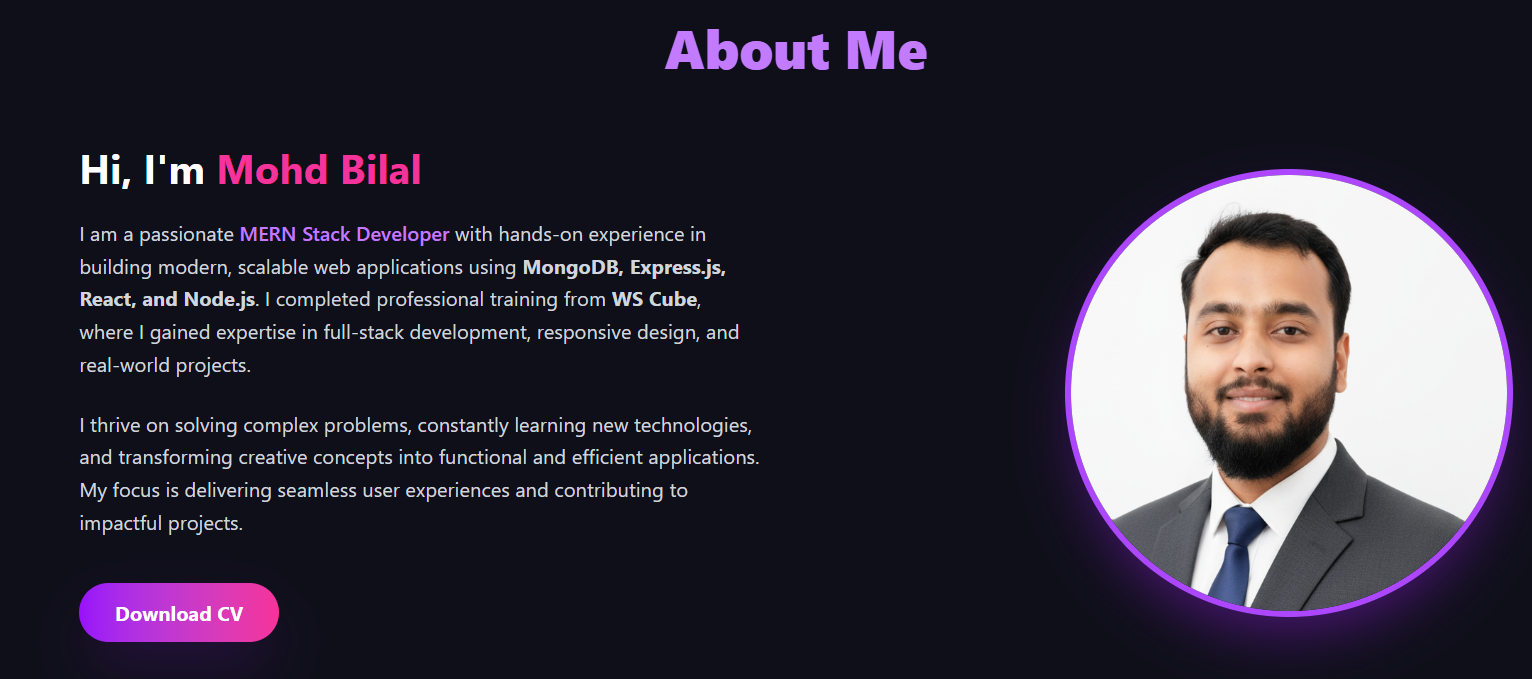 About Me
Hi, I'm Mohd Bilal
I am a passionate MERN Stack Developer with hands-on experience in
building modern, scalable web applications using MongoDB, Express.js,
React, and Node.js. I completed professional training from WS Cube,
where I gained expertise in full-stack development, responsive design, and
real-world projects.
I thrive on solving complex problems, constantly learning new technologies,
and transforming creative concepts into functional and efficient applications.
My focus is delivering seamless user experiences and contributing to
impactful projects.
Download CV